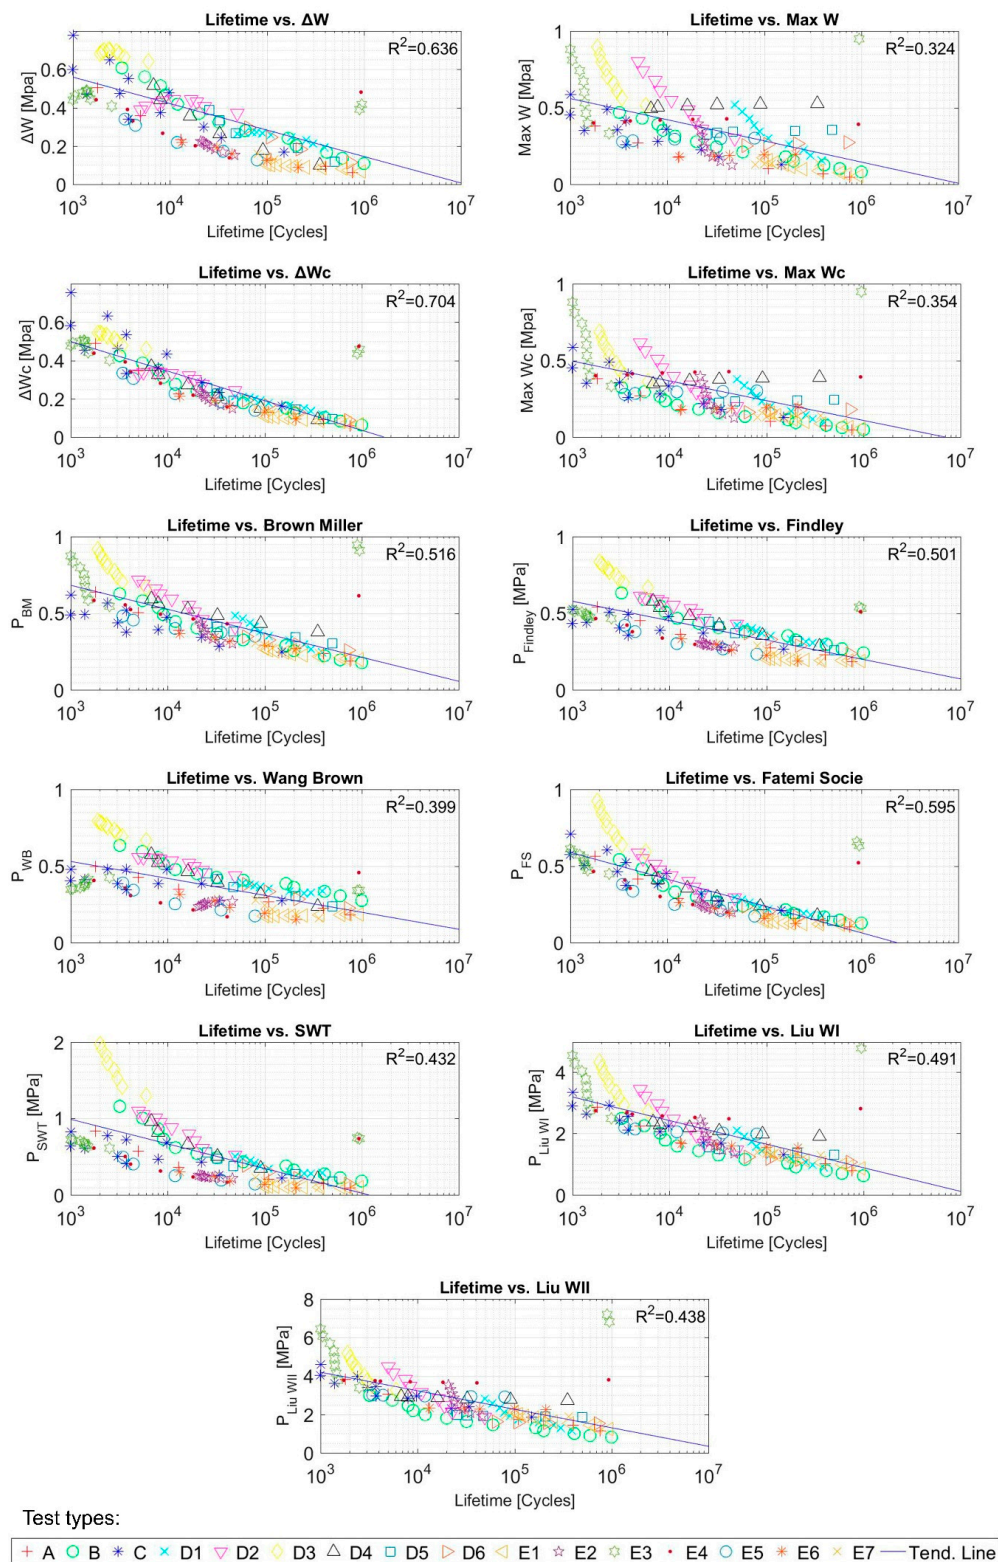 Lifetime vs. ΔW
R²=0.636
ΔW [Mpa]
0.6
0.4
0.2
0
10³ 10⁴ 10⁵ 10⁶ 10⁷
Lifetime [Cycles]
Lifetime vs. Max W
R²=0.324
Max W [Mpa]
1
0.5
0
10³ 10⁴ 10⁵ 10⁶ 10⁷
Lifetime [Cycles]
Lifetime vs. ΔWc
R²=0.704
ΔWc [Mpa]
0.6
0.4
0.2
0
10³ 10⁴ 10⁵ 10⁶ 10⁷
Lifetime [Cycles]
Lifetime vs. Max Wc
R²=0.354
Max Wc [Mpa]
1
0.5
0
10³ 10⁴ 10⁵ 10⁶ 10⁷
Lifetime [Cycles]
Lifetime vs. Brown Miller
R²=0.516
P_BM
1
0.5
0
10³ 10⁴ 10⁵ 10⁶ 10⁷
Lifetime [Cycles]
Lifetime vs. Findley
R²=0.501
P_Findley [MPa]
1
0.5
0
10³ 10⁴ 10⁵ 10⁶ 10⁷
Lifetime [Cycles]
Lifetime vs. Wang Brown
R²=0.399
P_WB
1
0.5
0
10³ 10⁴ 10⁵ 10⁶ 10⁷
Lifetime [Cycles]
Lifetime vs. Fatemi Socie
R²=0.595
P_FS
1
0.5
0
10³ 10⁴ 10⁵ 10⁶ 10⁷
Lifetime [Cycles]
Lifetime vs. SWT
R²=0.432
P_SWT [MPa]
2
1
0
10³ 10⁴ 10⁵ 10⁶ 10⁷
Lifetime [Cycles]
Lifetime vs. Liu WI
R²=0.491
P_Liu WI [MPa]
4
2
0
10³ 10⁴ 10⁵ 10⁶ 10⁷
Lifetime [Cycles]
Lifetime vs. Liu WII
R²=0.438
P_Liu WII [MPa]
8
6
4
2
0
10³ 10⁴ 10⁵ 10⁶ 10⁷
Lifetime [Cycles]
Test types:
A B C D1 D2 D3 D4 D5 D6 E1 E2 E3 E4 E5 E6 E7 Tend. Line